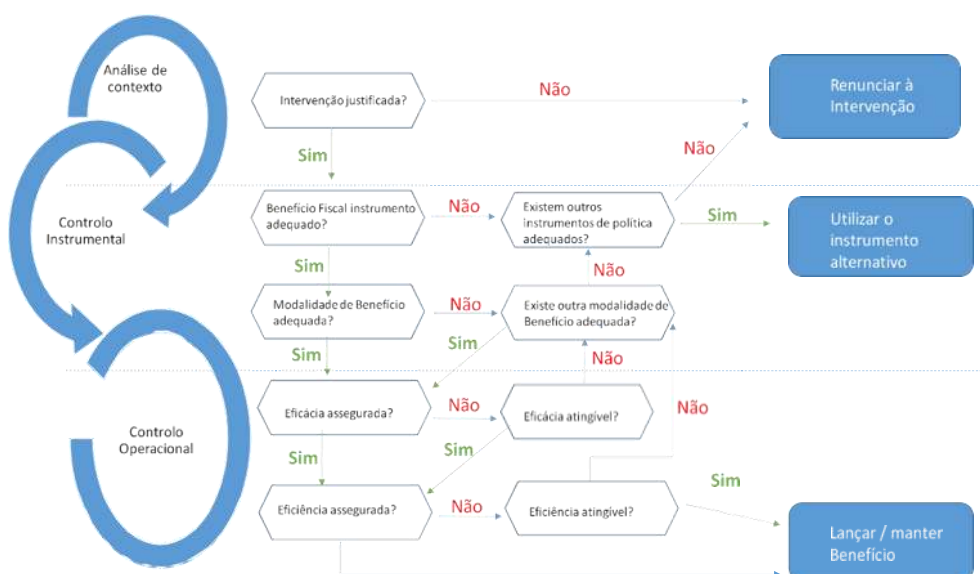 Análise de
contexto
Intervenção justificada?
Não
Renunciar à
Intervenção
Sim
Não
Controlo
Instrumental
Benefício Fiscal instrumento
adequado?
Não
Existem outros
instrumentos de política
adequados?
Sim
Utilizar o
instrumento
alternativo
Sim
Não
Modalidade de Benefício
adequada?
Não
Existe outra modalidade de
Benefício adequada?
Sim
Sim
Não
Controlo
Operacional
Eficácia assegurada?
Não
Eficácia atingível?
Não
Sim
Sim
Eficiência assegurada?
Não
Eficiência atingível?
Sim
Lançar / manter
Benefício